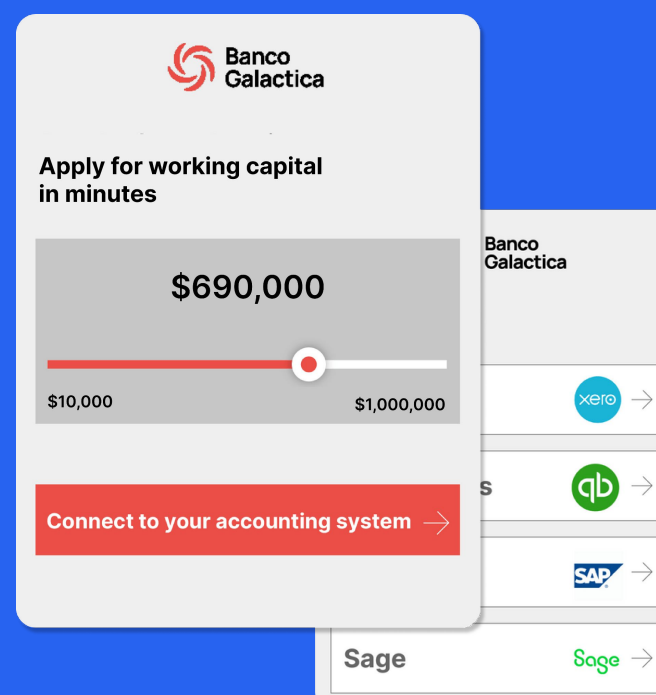 Banco
Galactica
Apply for working capital
in minutes
$690,000
$10,000
$1,000,000
Connect to your accounting system
Banco
Galactica
xero
s
qb
SAP
Sage
Sage